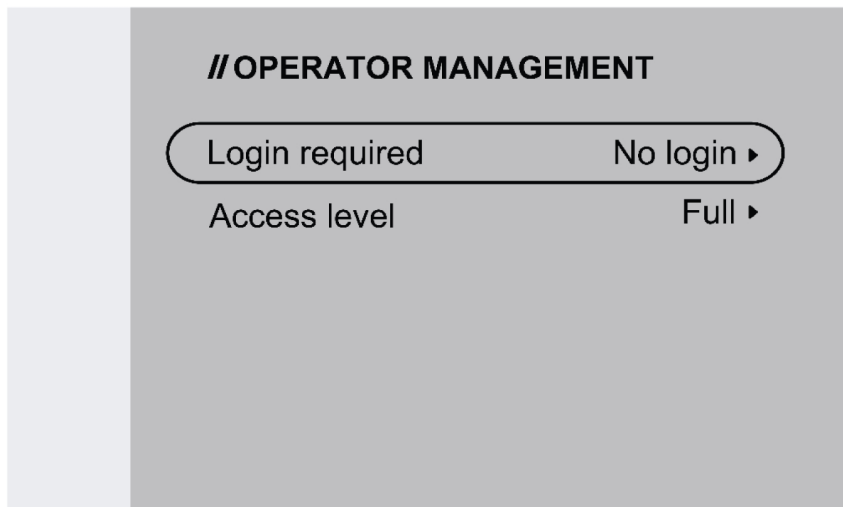 // OPERATOR MANAGEMENT
Login required No login ▸
Access level Full ▸